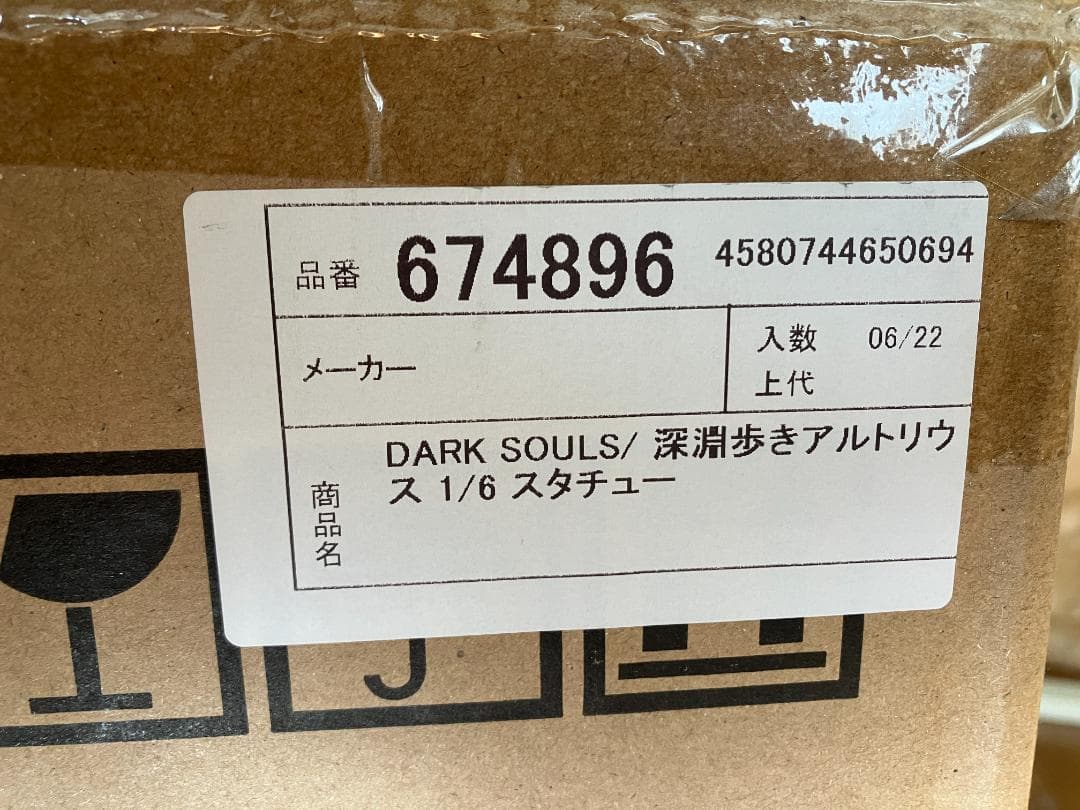 品番 674896 4580744650694
メーカー
入数 06/22
上代
商品名
DARK SOULS/ 深淵歩きアルトリウ
ス 1/6 スタチュー